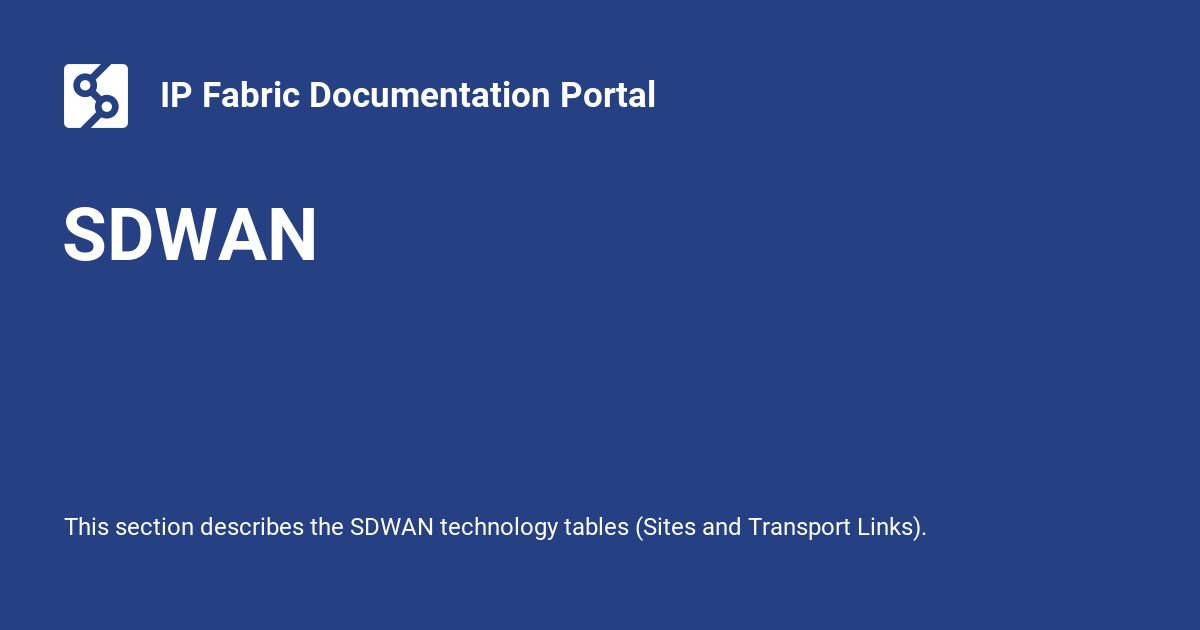 IP Fabric Documentation Portal
SDWAN
This section describes the SDWAN technology tables (Sites and Transport Links).